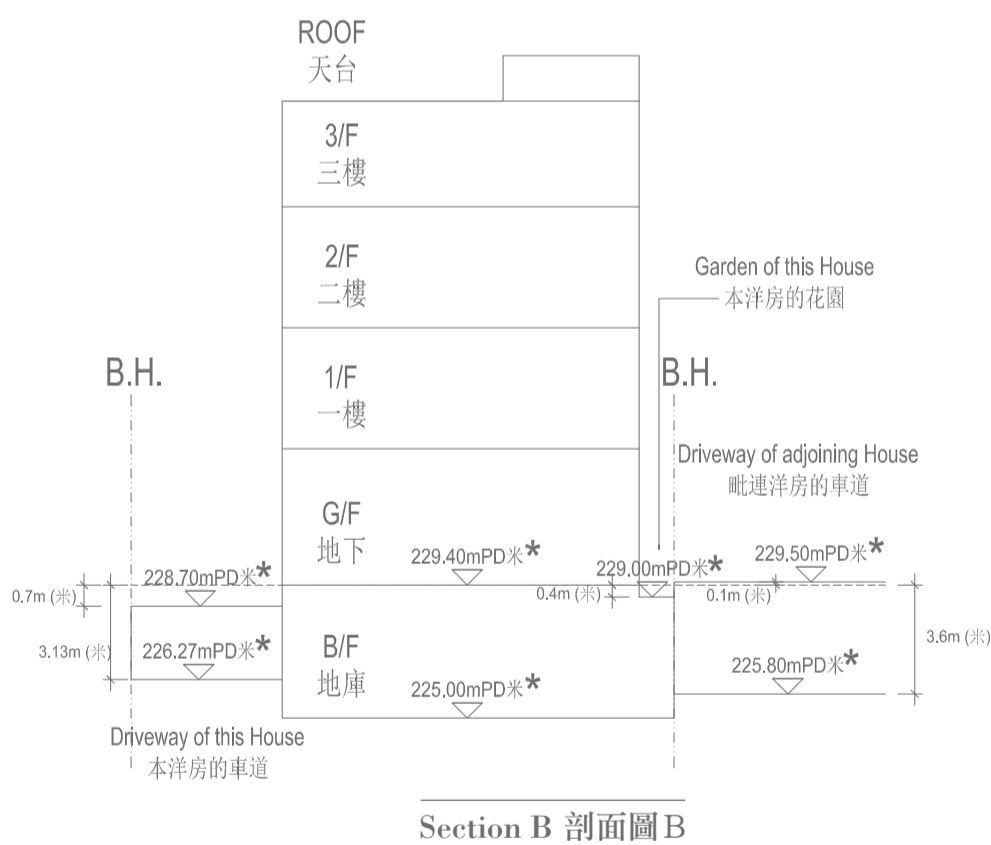 ROOF
天台
3/F
三樓
2/F
二樓
Garden of this House
本洋房的花園
B.H.
1/F
一樓
B.H.
Driveway of adjoining House
毗連洋房的車道
G/F
地下
229.40mPD米*
229.50mPD米*
228.70mPD米*
229.00mPD米*
0.7m (米)
0.4m (米)
0.1m (米)
3.13m (米)
226.27mPD米*
B/F
地庫
225.00mPD米*
225.80mPD米*
3.6m (米)
Driveway of this House
本洋房的車道
Section B 剖面圖B